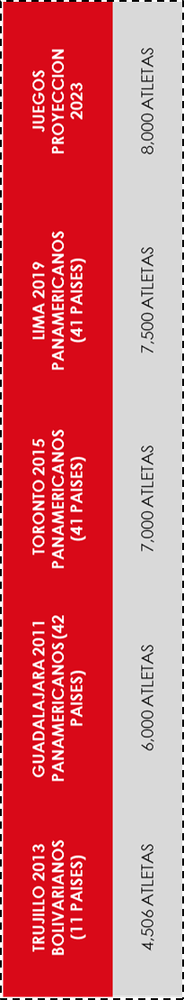 TRUJILLO 2013
BOLIVARIANOS
(11 PAISES)
GUADALAJARA 2011
PANAMERICANOS (42
PAISES)
TORONTO 2015
PANAMERICANOS
(41 PAISES)
LIMA 2019
PANAMERICANOS
(41 PAISES)
JUEGOS
PROYECCION
2023
4,506 ATLETAS
6,000 ATLETAS
7,000 ATLETAS
7,500 ATLETAS
8,000 ATLETAS